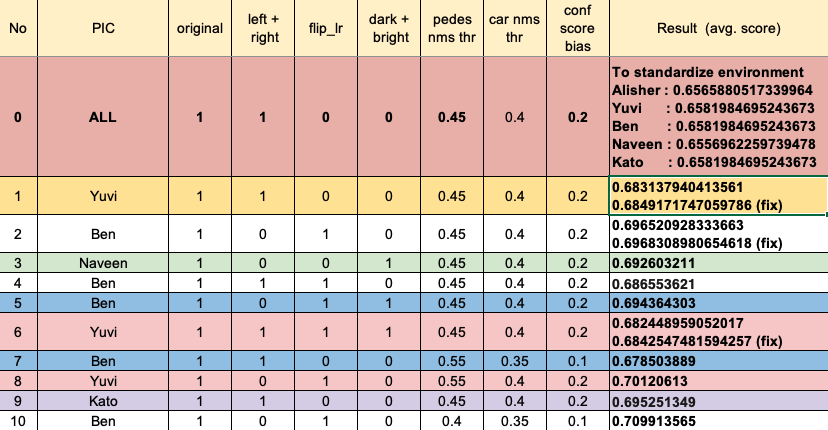 No PIC original left + right flip_lr dark + bright pedes nms thr car nms thr conf score bias Result (avg. score)
0 ALL 1 1 0 0 0.45 0.4 0.2 To standardize environment
Alisher : 0.6565880517339964
Yuvi : 0.6581984695243673
Ben : 0.6581984695243673
Naveen : 0.6556962259739478
Kato : 0.6581984695243673
1 Yuvi 1 1 0 0 0.45 0.4 0.2 0.683137940413561
0.6849171747059786 (fix)
2 Ben 1 0 1 0 0.45 0.4 0.2 0.696520928333663
0.6968308980654618 (fix)
3 Naveen 1 0 0 1 0.45 0.4 0.2 0.692603211
4 Ben 1 1 1 0 0.45 0.4 0.2 0.686553621
5 Ben 1 0 1 1 0.45 0.4 0.2 0.694364303
6 Yuvi 1 1 1 1 0.45 0.4 0.2 0.682448959052017
0.6842547481594257 (fix)
7 Ben 1 1 0 0 0.55 0.35 0.1 0.678503889
8 Yuvi 1 0 1 0 0.55 0.4 0.2 0.70120613
9 Kato 1 1 0 0 0.45 0.4 0.2 0.695251349
10 Ben 1 0 1 0 0.4 0.35 0.1 0.709913565